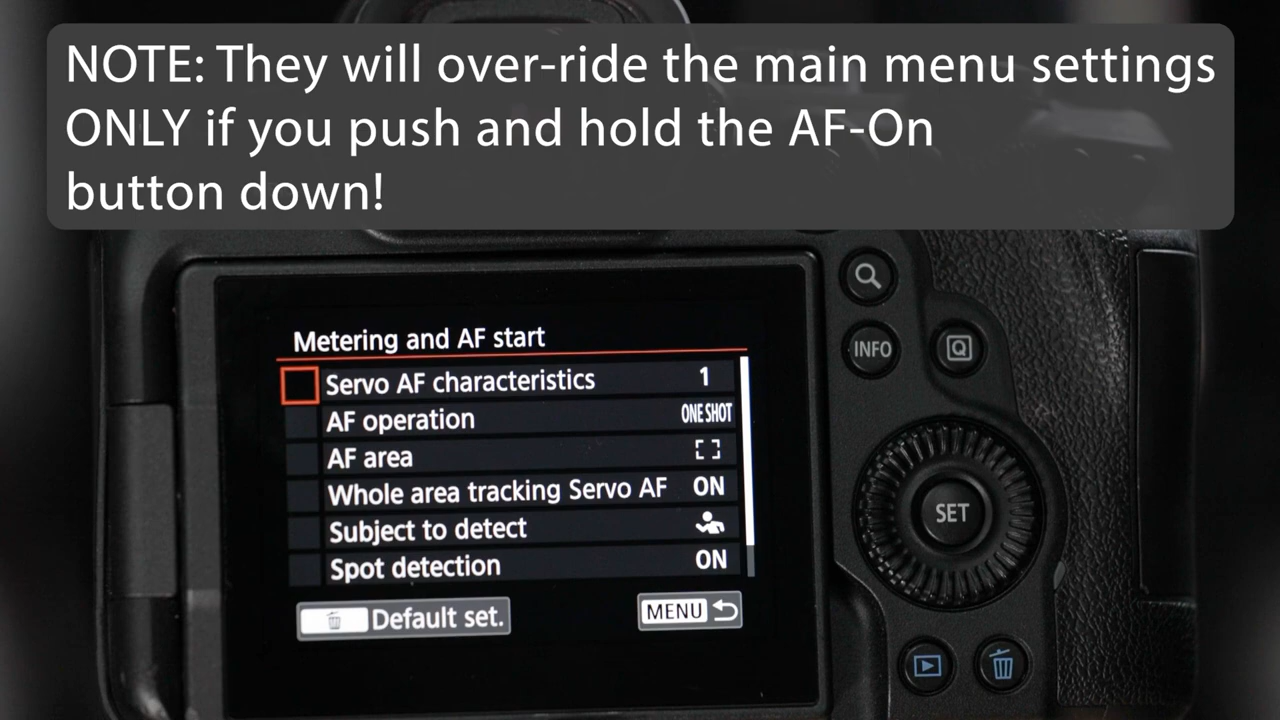 NOTE: They will over-ride the main menu settings
ONLY if you push and hold the AF-On
button down!
Metering and AF start
Servo AF characteristics 1
AF operation ONE SHOT
AF area
Whole area tracking Servo AF ON
Subject to detect
Spot detection ON
Default set. MENU
INFO
Q
SET